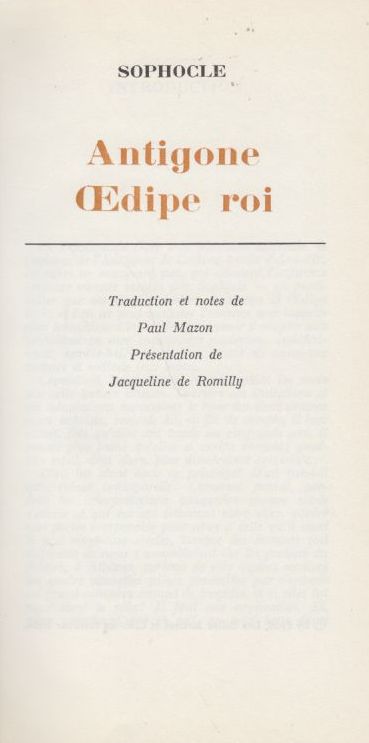 SOPHOCLE
Antigone
Œdipe roi
Traduction et notes de
Paul Mazon
Présentation de
Jacqueline de Romilly